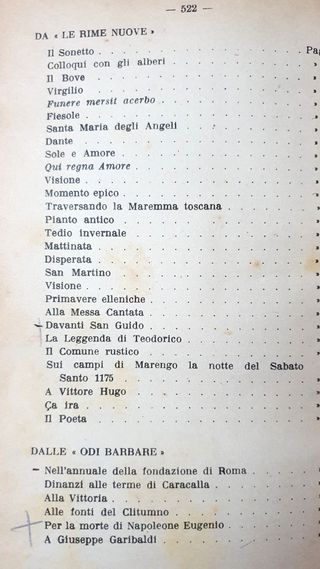 — 522 —
DA « LE RIME NUOVE »
Il Sonetto . . . . . . . . . . . . . . . Pag
Colloqui con gli alberi . . . . . . . . . . . . »
Il Bove . . . . . . . . . . . . . . . . »
Virgilio . . . . . . . . . . . . . . . . »
Funere mersit acerbo . . . . . . . . . . . . »
Fiesole . . . . . . . . . . . . . . . . »
Santa Maria degli Angeli . . . . . . . . . . . »
Dante . . . . . . . . . . . . . . . . »
Sole e Amore . . . . . . . . . . . . . . »
Qui regna Amore . . . . . . . . . . . . . »
Visione . . . . . . . . . . . . . . . . »
Momento epico . . . . . . . . . . . . . . »
Traversando la Maremma toscana . . . . . . . . . »
Pianto antico . . . . . . . . . . . . . . »
Tedio invernale . . . . . . . . . . . . . »
Mattinata . . . . . . . . . . . . . . . »
Disperata . . . . . . . . . . . . . . . »
San Martino . . . . . . . . . . . . . . »
Visione . . . . . . . . . . . . . . . . »
Primavere elleniche . . . . . . . . . . . . »
Alla Messa Cantata . . . . . . . . . . . . »
Davanti San Guido . . . . . . . . . . . . »
La Leggenda di Teodorico . . . . . . . . . . »
Il Comune rustico . . . . . . . . . . . . »
Sui campi di Marengo la notte del Sabato
Santo 1175 . . . . . . . . . . . . . . »
A Vittore Hugo . . . . . . . . . . . . . »
Ça ira . . . . . . . . . . . . . . . . »
Il Poeta . . . . . . . . . . . . . . . »
DALLE « ODI BARBARE »
Nell'annuale della fondazione di Roma . . . . . . »
Dinanzi alle terme di Caracalla . . . . . . . . »
Alla Vittoria . . . . . . . . . . . . . . »
Alle fonti del Clitumno . . . . . . . . . . . »
Per la morte di Napoleone Eugenio . . . . . . . »
A Giuseppe Garibaldi . . . . . . . . . . . »